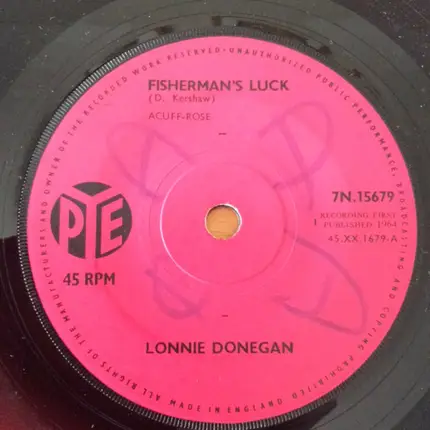 MANUFACTURERS AND OWNER OF THE RECORDED WORK RESERVED · UNAUTHORIZED PUBLIC PERFORMANCE, BROADCASTING AND COPYING PROHIBITED
FISHERMAN'S LUCK
(D. Kershaw)
ACUFF-ROSE
7N.15679
PYE
RECORDING FIRST
PUBLISHED 1964
45.XX.1679-A
45 RPM
LONNIE DONEGAN
ALL RIGHTS OF THE
MADE IN ENGLAND